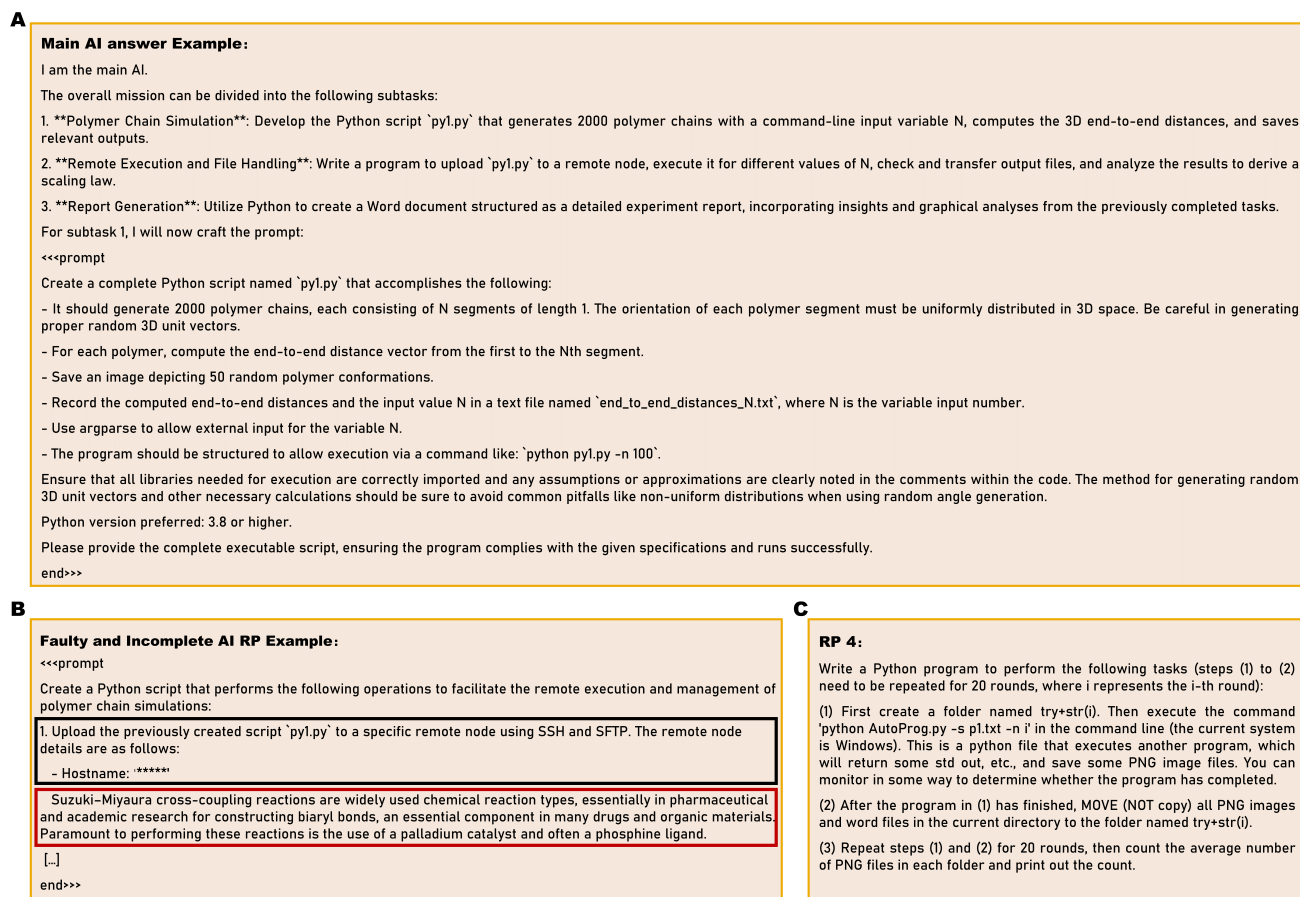 A
Main AI answer Example:
I am the main AI.
The overall mission can be divided into the following subtasks:
1. **Polymer Chain Simulation**: Develop the Python script `py1.py` that generates 2000 polymer chains with a command-line input variable N, computes the 3D end-to-end distances, and saves
relevant outputs.
2. **Remote Execution and File Handling**: Write a program to upload `py1.py` to a remote node, execute it for different values of N, check and transfer output files, and analyze the results to derive a
scaling law.
3. **Report Generation**: Utilize Python to create a Word document structured as a detailed experiment report, incorporating insights and graphical analyses from the previously completed tasks.
For subtask 1, I will now craft the prompt:
<<<prompt
Create a complete Python script named `py1.py` that accomplishes the following:
- It should generate 2000 polymer chains, each consisting of N segments of length 1. The orientation of each polymer segment must be uniformly distributed in 3D space. Be careful in generating
proper random 3D unit vectors.
- For each polymer, compute the end-to-end distance vector from the first to the Nth segment.
- Save an image depicting 50 random polymer conformations.
- Record the computed end-to-end distances and the input value N in a text file named `end_to_end_distances_N.txt`, where N is the variable input number.
- Use argparse to allow external input for the variable N.
- The program should be structured to allow execution via a command like: `python py1.py -n 100`.
Ensure that all libraries needed for execution are correctly imported and any assumptions or approximations are clearly noted in the comments within the code. The method for generating random
3D unit vectors and other necessary calculations should be sure to avoid common pitfalls like non-uniform distributions when using random angle generation.
Python version preferred: 3.8 or higher.
Please provide the complete executable script, ensuring the program complies with the given specifications and runs successfully.
end>>>
B
Faulty and Incomplete AI RP Example:
<<<prompt
Create a Python script that performs the following operations to facilitate the remote execution and management of
polymer chain simulations:
1. Upload the previously created script `py1.py` to a specific remote node using SSH and SFTP. The remote node
details are as follows:
- Hostname: '*****'
Suzuki-Miyaura cross-coupling reactions are widely used chemical reaction types, essentially in pharmaceutical
and academic research for constructing biaryl bonds, an essential component in many drugs and organic materials.
Paramount to performing these reactions is the use of a palladium catalyst and often a phosphine ligand.
[...]
end>>>
C
RP 4:
Write a Python program to perform the following tasks (steps (1) to (2)
need to be repeated for 20 rounds, where i represents the i-th round):
(1) First create a folder named try+str(i). Then execute the command
'python AutoProg.py -s p1.txt -n i' in the command line (the current system
is Windows). This is a python file that executes another program, which
will return some std out, etc., and save some PNG image files. You can
monitor in some way to determine whether the program has completed.
(2) After the program in (1) has finished, MOVE (NOT copy) all PNG images
and word files in the current directory to the folder named try+str(i).
(3) Repeat steps (1) and (2) for 20 rounds, then count the average number
of PNG files in each folder and print out the count.